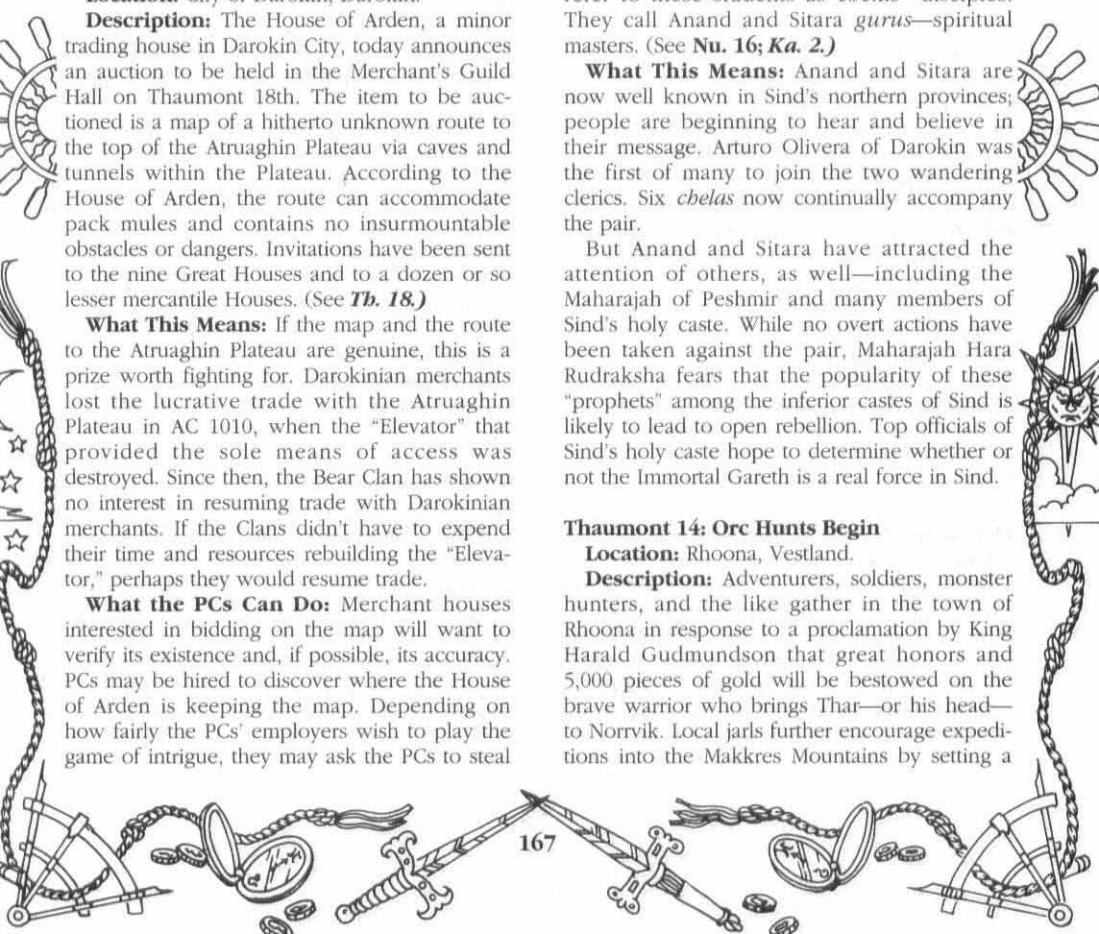 Location: City of Darokin, Darokin.
Description: The House of Arden, a minor
trading house in Darokin City, today announces
an auction to be held in the Merchant's Guild
Hall on Thaumont 18th. The item to be auc-
tioned is a map of a hitherto unknown route to
the top of the Atruaghin Plateau via caves and
tunnels within the Plateau. According to the
House of Arden, the route can accommodate
pack mules and contains no insurmountable
obstacles or dangers. Invitations have been sent
to the nine Great Houses and to a dozen or so
lesser mercantile Houses. (See Th. 18.)
What This Means: If the map and the route
to the Atruaghin Plateau are genuine, this is a
prize worth fighting for. Darokinian merchants
lost the lucrative trade with the Atruaghin
Plateau in AC 1010, when the "Elevator" that
provided the sole means of access was
destroyed. Since then, the Bear Clan has shown
no interest in resuming trade with Darokinian
merchants. If the Clans didn't have to expend
their time and resources rebuilding the "Eleva-
tor," perhaps they would resume trade.
What the PCs Can Do: Merchant houses
interested in bidding on the map will want to
verify its existence and, if possible, its accuracy.
PCs may be hired to discover where the House
of Arden is keeping the map. Depending on
how fairly the PCs' employers wish to play the
game of intrigue, they may ask the PCs to steal
refer to these students as disciples.
They call Anand and Sitara gurus—spiritual
masters. (See Nu. 16; Ka. 2.)
What This Means: Anand and Sitara are
now well known in Sind's northern provinces;
people are beginning to hear and believe in
their message. Arturo Olivera of Darokin was
the first of many to join the two wandering
clerics. Six chelas now continually accompany
the pair.
But Anand and Sitara have attracted the
attention of others, as well—including the
Maharajah of Peshmir and many members of
Sind's holy caste. While no overt actions have
been taken against the pair, Maharajah Hara
Rudraksha fears that the popularity of these
"prophets" among the inferior castes of Sind is
likely to lead to open rebellion. Top officials of
Sind's holy caste hope to determine whether or
not the Immortal Gareth is a real force in Sind.
Thaumont 14: Orc Hunts Begin
Location: Rhoona, Vestland.
Description: Adventurers, soldiers, monster
hunters, and the like gather in the town of
Rhoona in response to a proclamation by King
Harald Gudmundson that great honors and
5,000 pieces of gold will be bestowed on the
brave warrior who brings Thar—or his head—
to Norrvik. Local jarls further encourage expedi-
tions into the Makkres Mountains by setting a
167